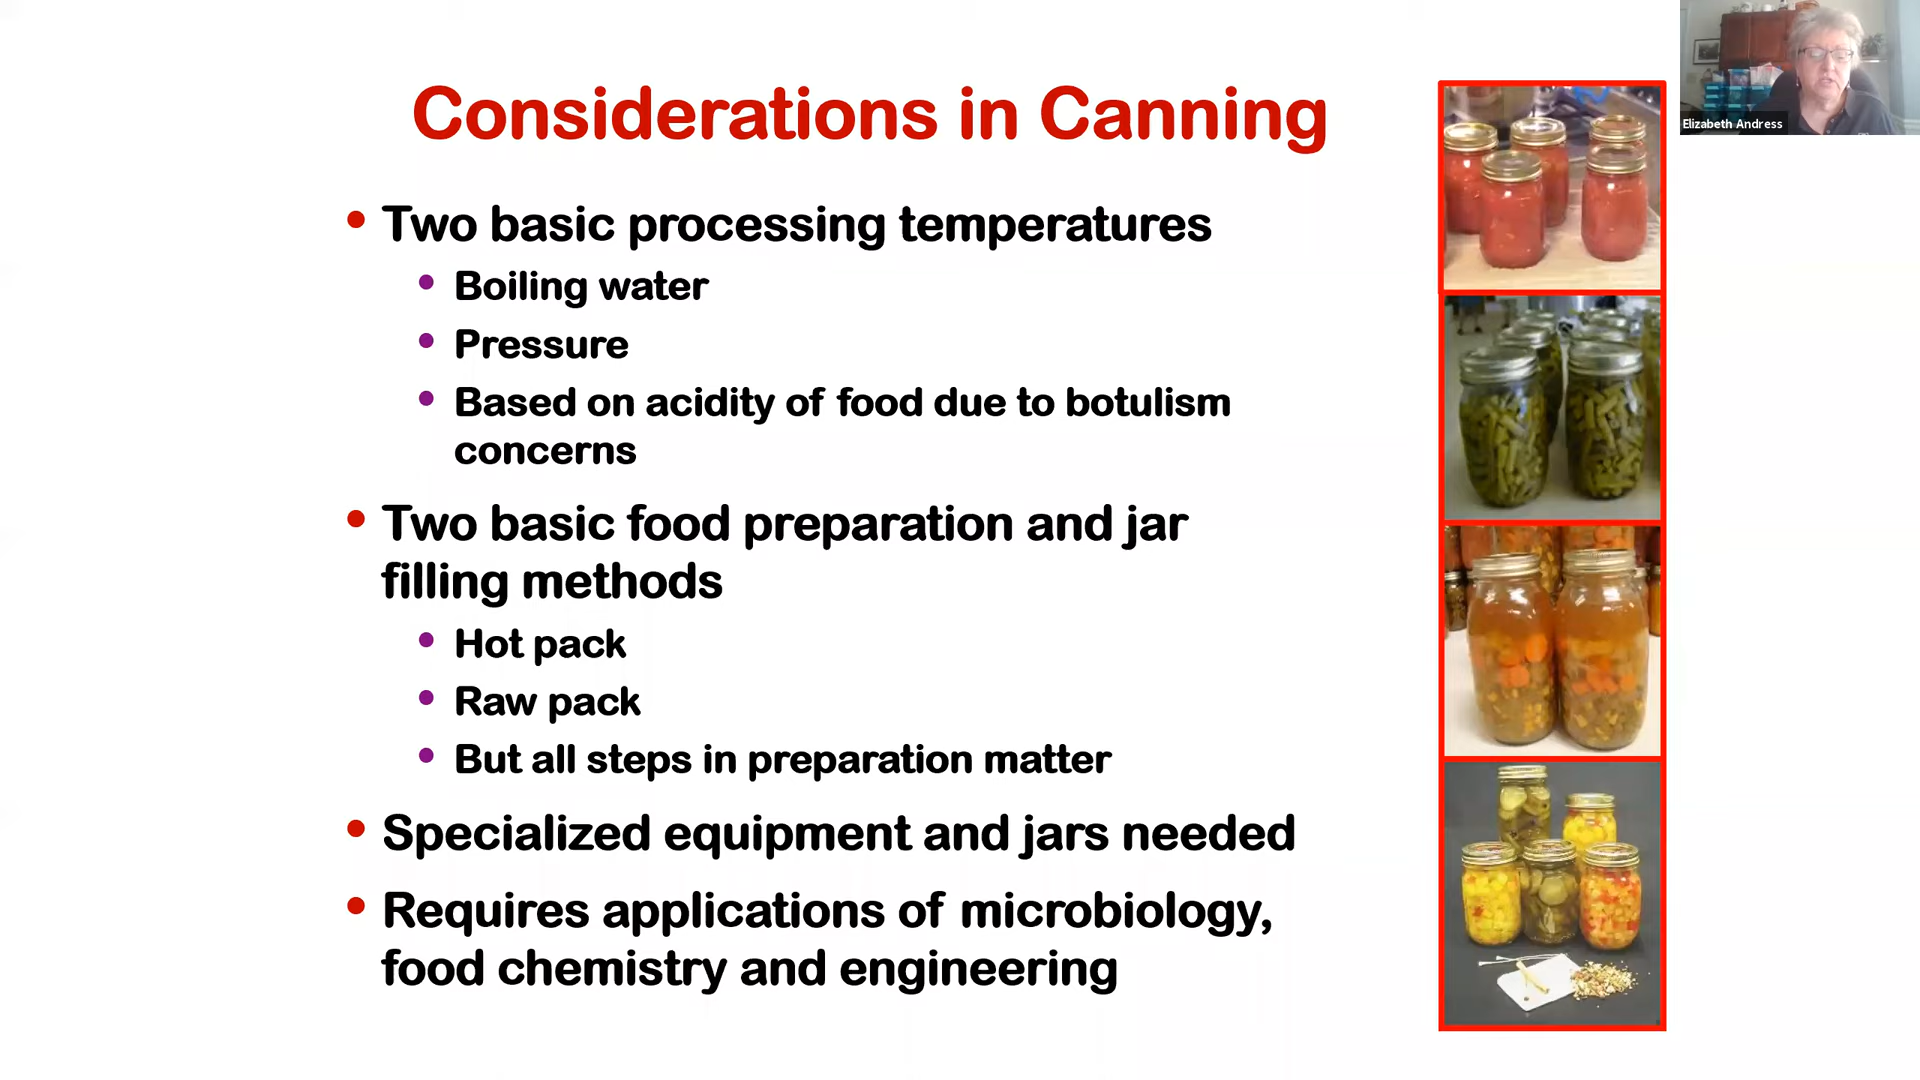 Considerations in Canning
Elizabeth Andress
• Two basic processing temperatures
• Boiling water
• Pressure
• Based on acidity of food due to botulism
concerns
• Two basic food preparation and jar
filling methods
• Hot pack
• Raw pack
• But all steps in preparation matter
• Specialized equipment and jars needed
• Requires applications of microbiology,
food chemistry and engineering